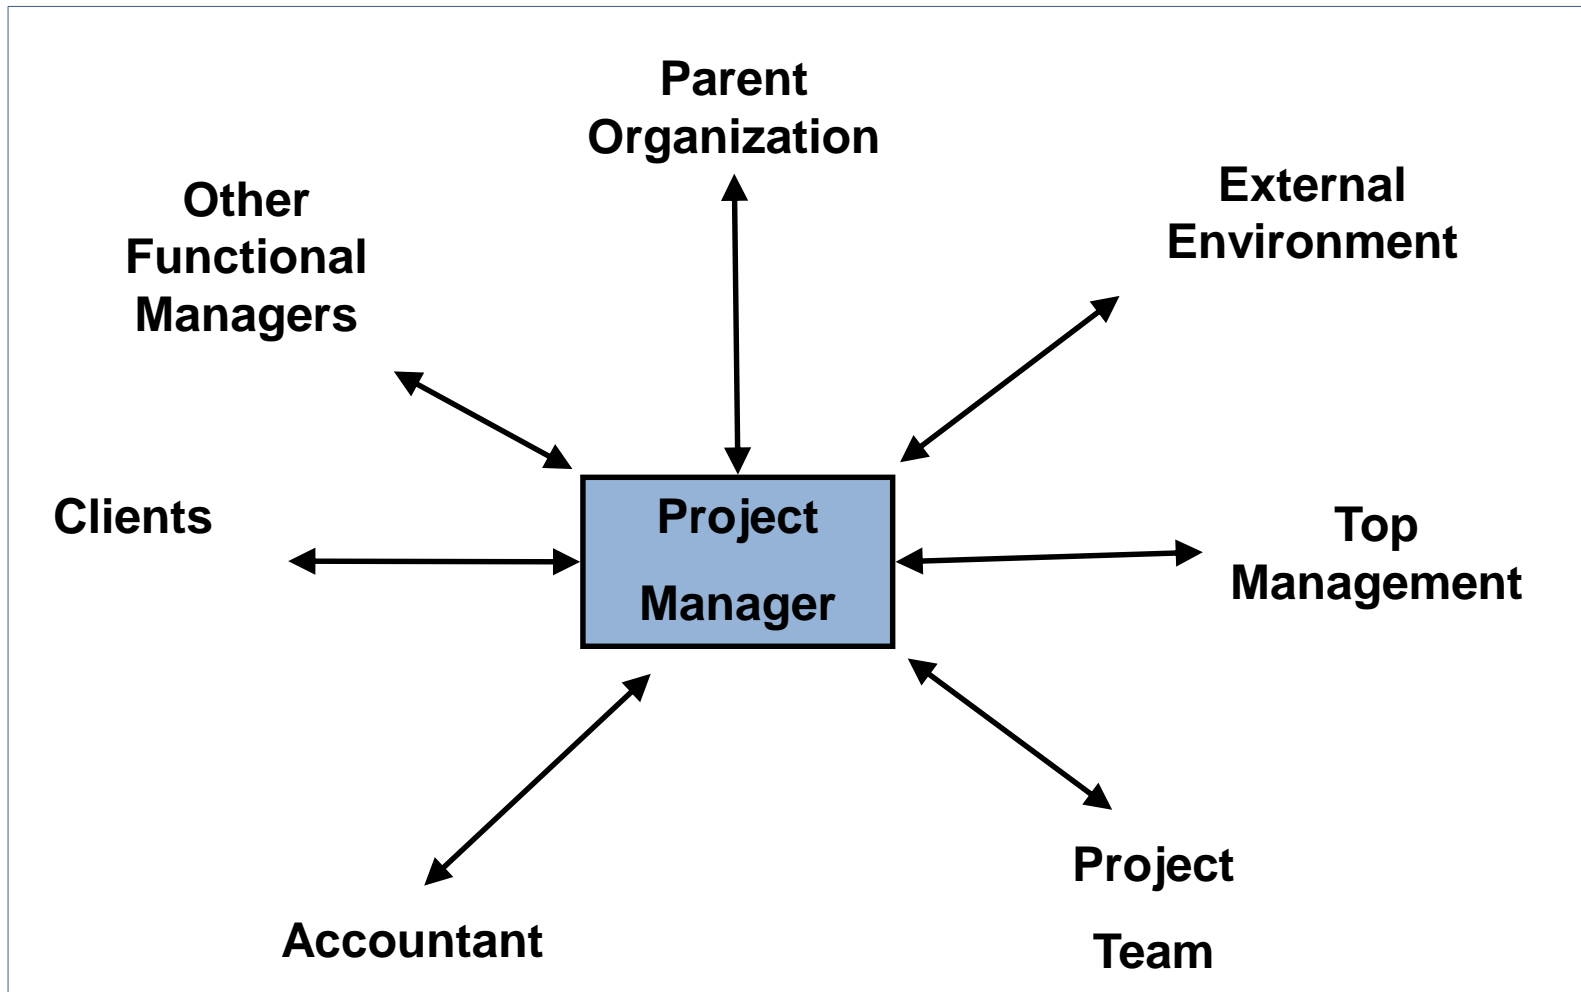 Parent
Organization
Other
Functional
Managers
External
Environment
Clients
Project
Manager
Top
Management
Accountant
Project
Team